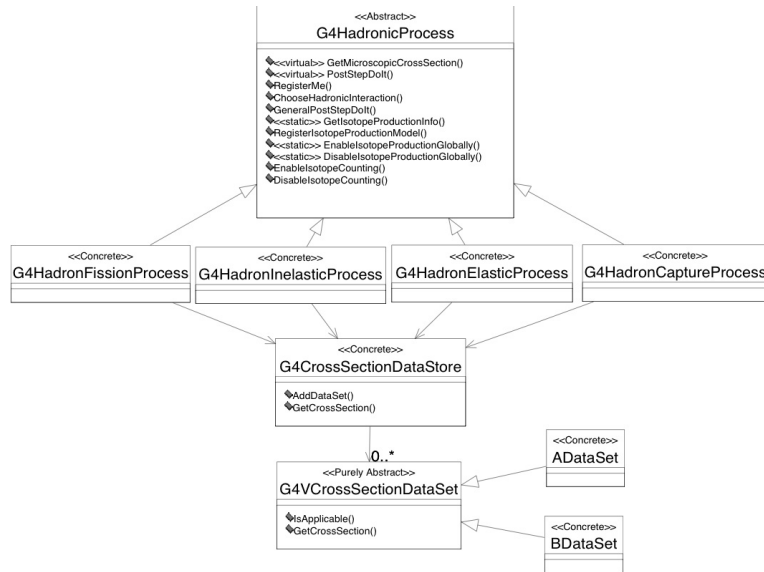 <<Abstract>>
G4HadronicProcess
<<virtual>> GetMicroscopicCrossSection()
<<virtual>> PostStepDoIt()
RegisterMe()
ChooseHadronicInteraction()
GeneralPostStepDoIt()
<<static>> GetIsotopeProductionInfo()
RegisterIsotopeProductionModel()
<<static>> EnableIsotopeProductionGlobally()
<<static>> DisableIsotopeProductionGlobally()
EnableIsotopeCounting()
DisableIsotopeCounting()
<<Concrete>>
G4HadronFissionProcess
<<Concrete>>
G4HadronInelasticProcess
<<Concrete>>
G4HadronElasticProcess
<<Concrete>>
G4HadronCaptureProcess
<<Concrete>>
G4CrossSectionDataStore
AddDataSet()
GetCrossSection()
0..*
<<Purely Abstract>>
G4VCrossSectionDataSet
IsApplicable()
GetCrossSection()
<<Concrete>>
ADataSet
<<Concrete>>
BDataSet